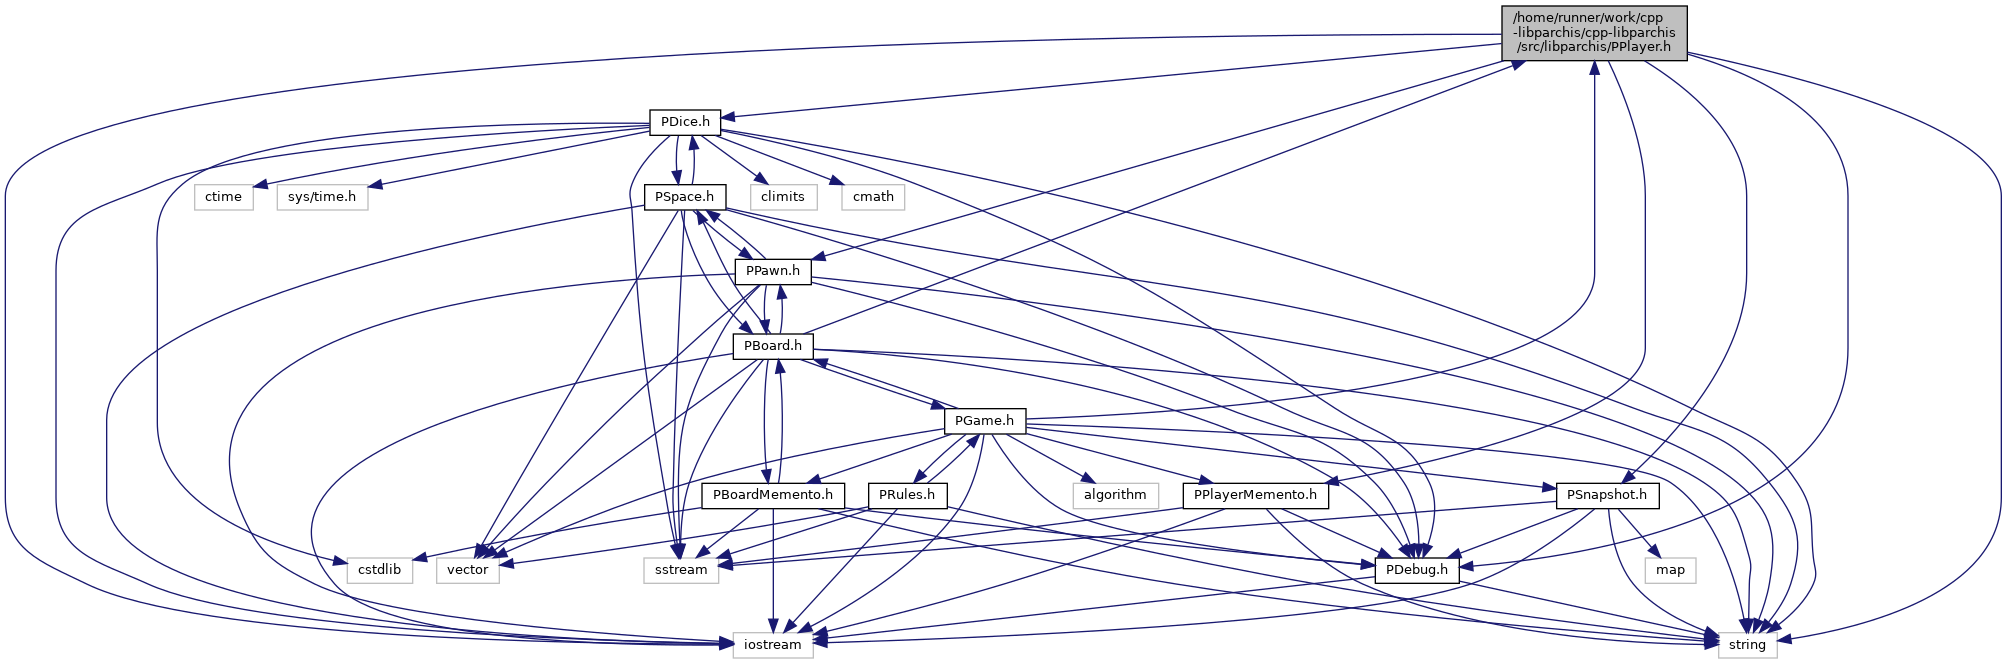 /home/runner/work/cpp
-libparchis/cpp-libparchis
/src/libparchis/PPlayer.h
PDice.h
ctime
sys/time.h
PSpace.h
climits
cmath
PPawn.h
PBoard.h
PGame.h
PBoardMemento.h
PRules.h
algorithm
PPlayerMemento.h
PSnapshot.h
cstdlib
vector
sstream
PDebug.h
map
iostream
string